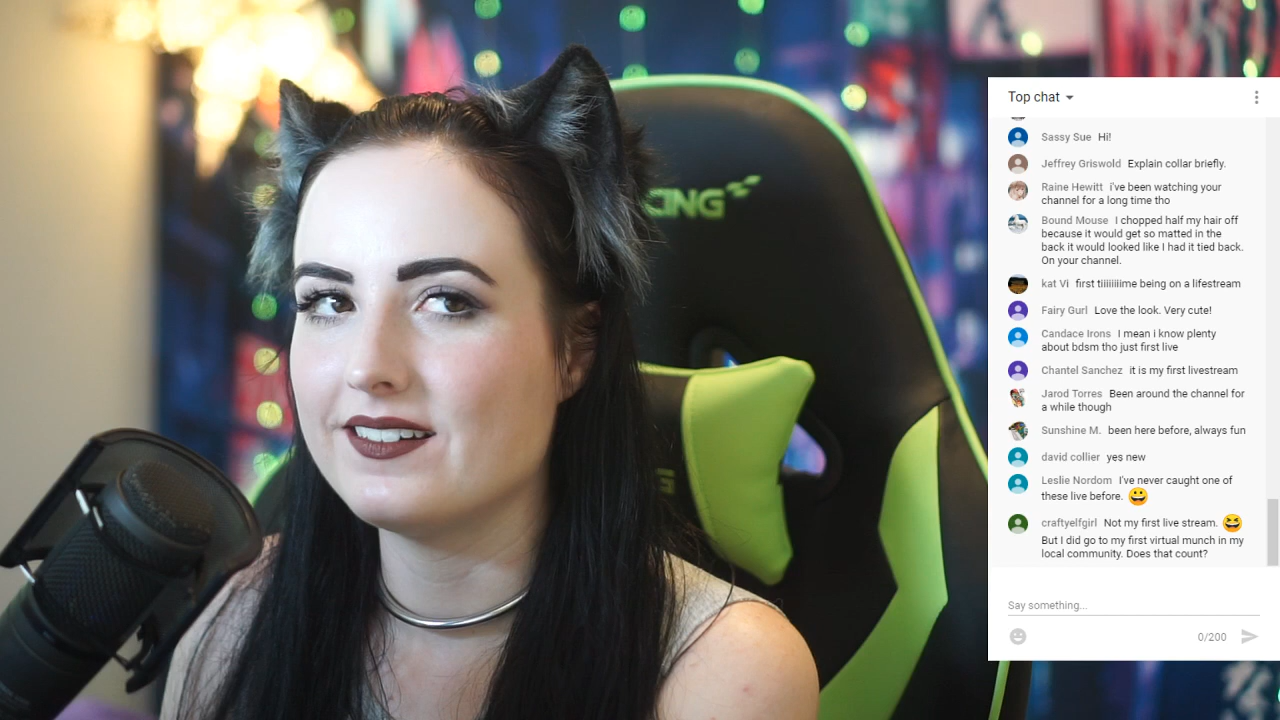 CING
Top chat
Sassy Sue Hi!
Jeffrey Griswold Explain collar briefly.
Raine Hewitt i've been watching your
channel for a long time tho
Bound Mouse I chopped half my hair off
because it would get so matted in the
back it would looked like I had it tied back.
On your channel.
kat Vi first tiiiiiiiime being on a lifestream
Fairy Gurl Love the look. Very cute!
Candace Irons I mean i know plenty
about bdsm tho just first live
Chantel Sanchez it is my first livestream
Jarod Torres Been around the channel for
a while though
Sunshine M. been here before, always fun
david collier yes new
Leslie Nordom I've never caught one of
these live before. 😀
craftyelfgirl Not my first live stream. 😆
But I did go to my first virtual munch in my
local community. Does that count?
Say something...
0/200